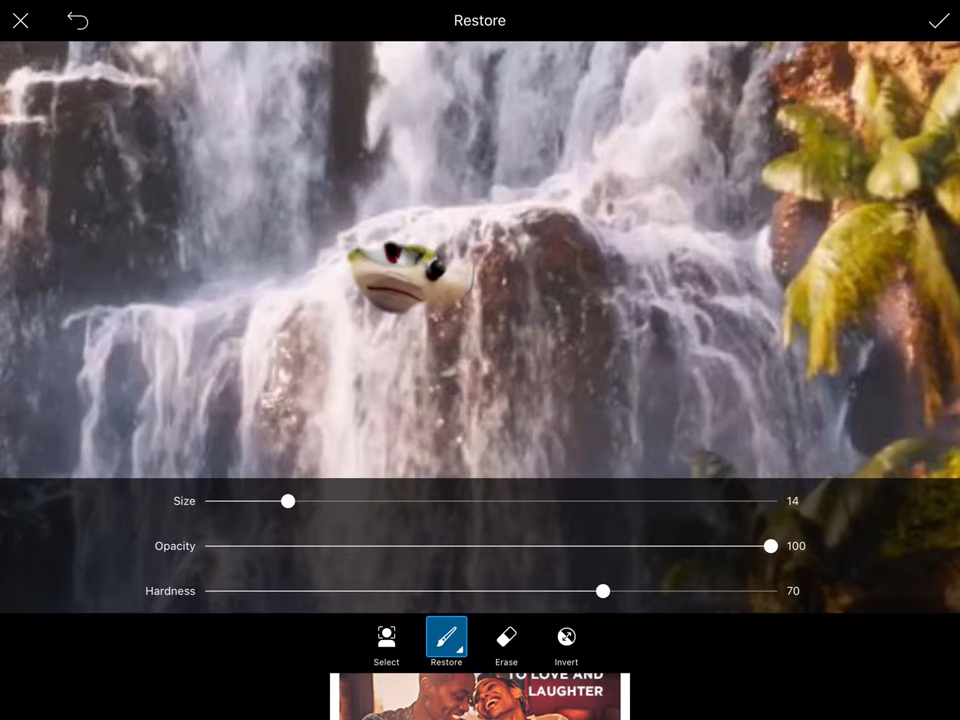 Restore
Size 14
Opacity 100
Hardness 70
Select Restore Erase Invert
TO LOVE AND
LAUGHTER